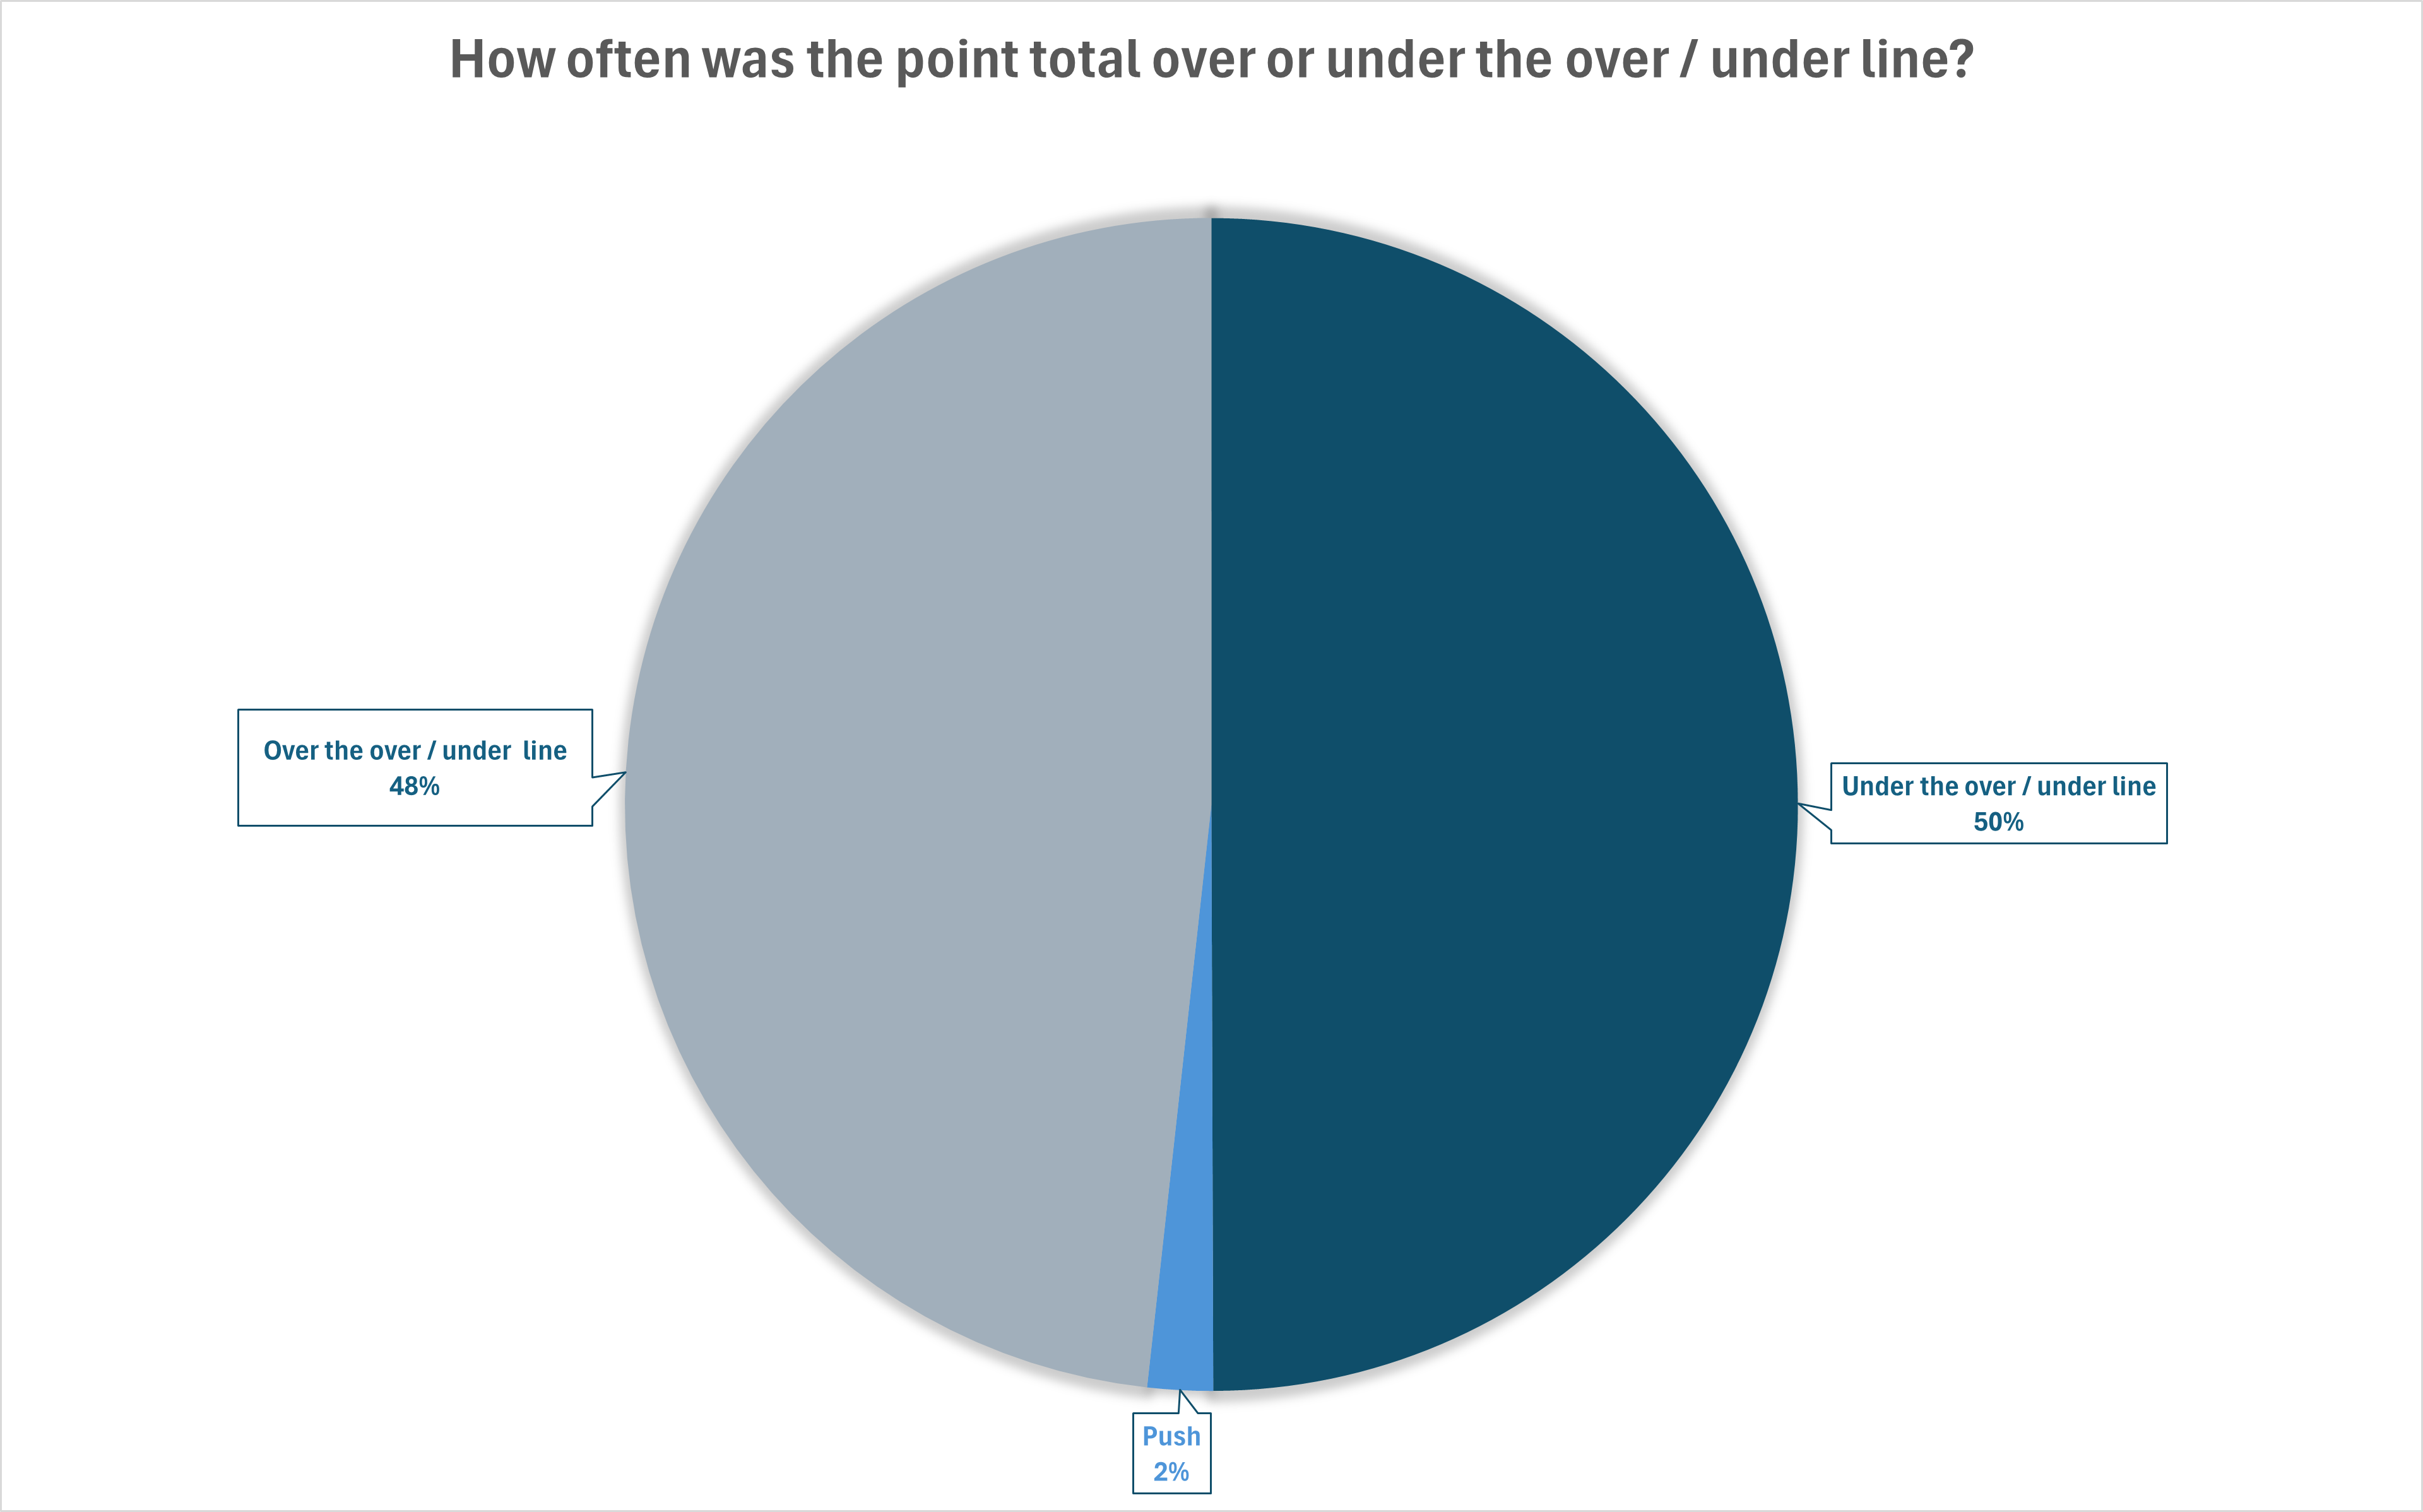 How often was the point total over or under the over / under line?
Over the over / under line
48%
Under the over / under line
50%
Push
2%